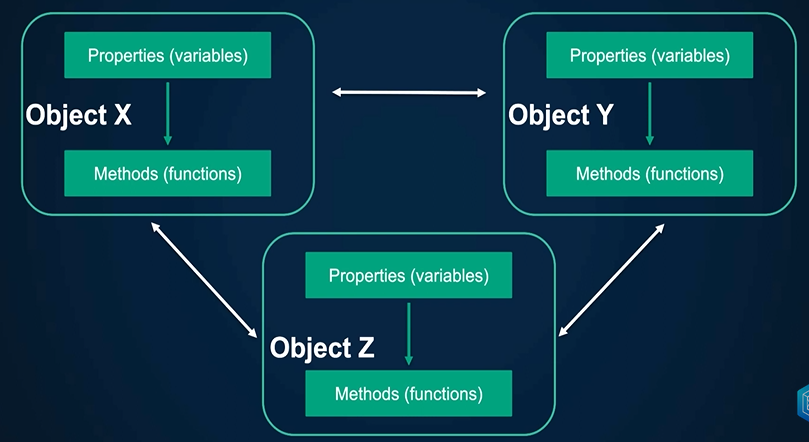 Properties (variables)
Object X
Methods (functions)
Properties (variables)
Object Y
Methods (functions)
Properties (variables)
Object Z
Methods (functions)